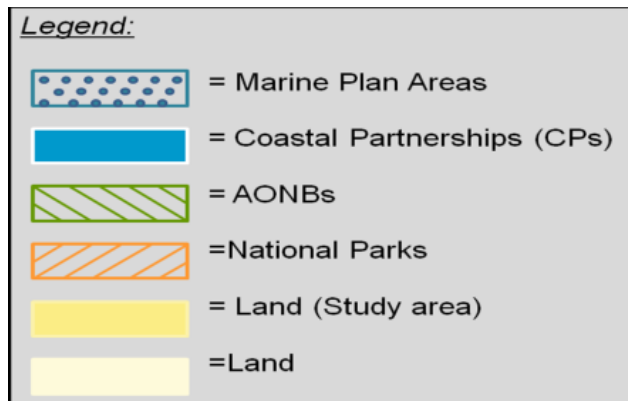 Legend:
= Marine Plan Areas
= Coastal Partnerships (CPs)
= AONBs
=National Parks
= Land (Study area)
=Land